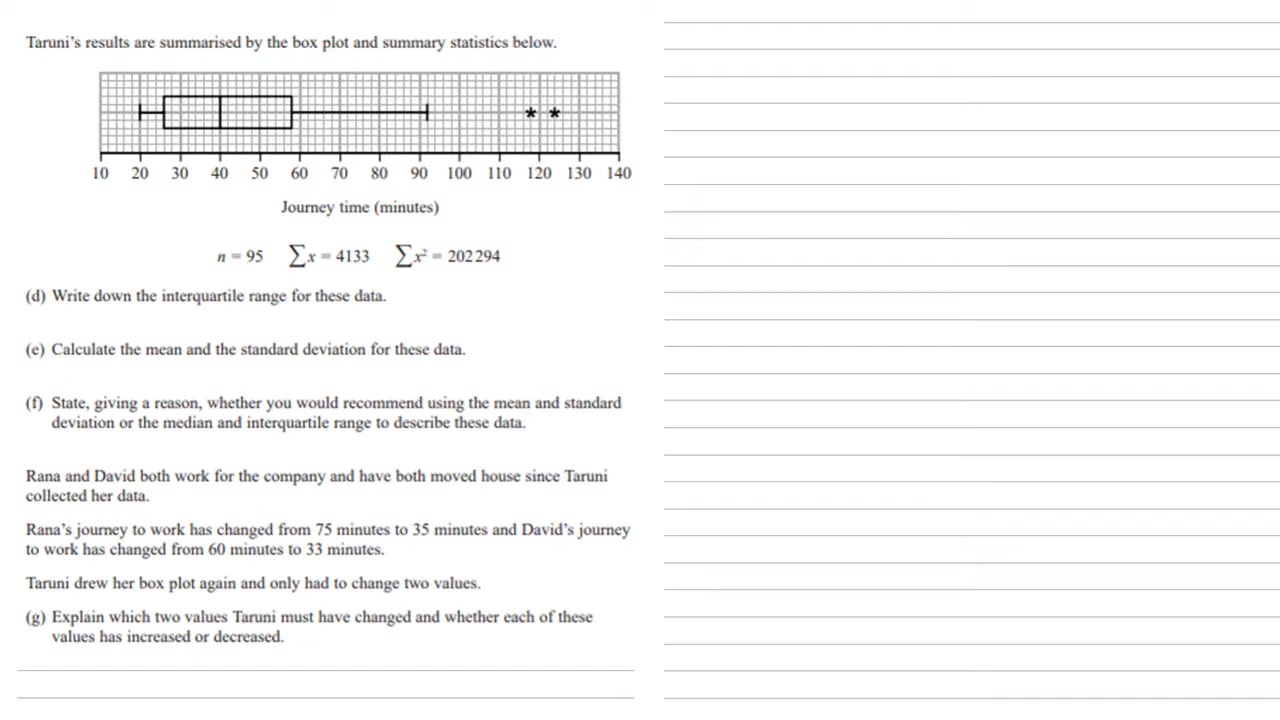 Taruni's results are summarised by the box plot and summary statistics below.
* *
10 20 30 40 50 60 70 80 90 100 110 120 130 140
Journey time (minutes)
n = 95 ∑x = 4133 ∑x² = 202 294
(d) Write down the interquartile range for these data.
(e) Calculate the mean and the standard deviation for these data.
(f) State, giving a reason, whether you would recommend using the mean and standard
deviation or the median and interquartile range to describe these data.
Rana and David both work for the company and have both moved house since Taruni
collected her data.
Rana's journey to work has changed from 75 minutes to 35 minutes and David's journey
to work has changed from 60 minutes to 33 minutes.
Taruni drew her box plot again and only had to change two values.
(g) Explain which two values Taruni must have changed and whether each of these
values has increased or decreased.